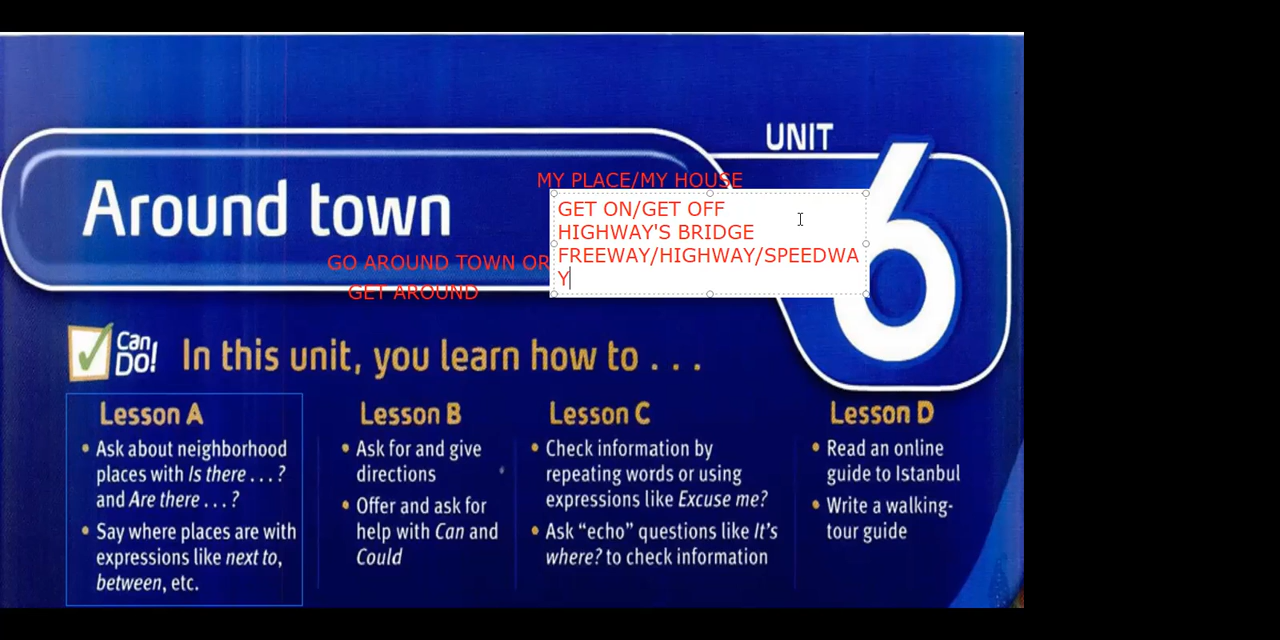 UNIT
6
Around town
MY PLACE/MY HOUSE
GET ON/GET OFF
HIGHWAY'S BRIDGE
FREEWAY/HIGHWAY/SPEEDWA
Y
GO AROUND TOWN OR
GET AROUND
Can
DO!
In this unit, you learn how to . . .
Lesson A
• Ask about neighborhood
places with Is there . . . ?
and Are there . . . ?
• Say where places are with
expressions like next to,
between, etc.
Lesson B
• Ask for and give
directions
• Offer and ask for
help with Can and
Could
Lesson C
• Check information by
repeating words or using
expressions like Excuse me?
• Ask “echo” questions like It's
where? to check information
Lesson D
• Read an online
guide to Istanbul
• Write a walking-
tour guide